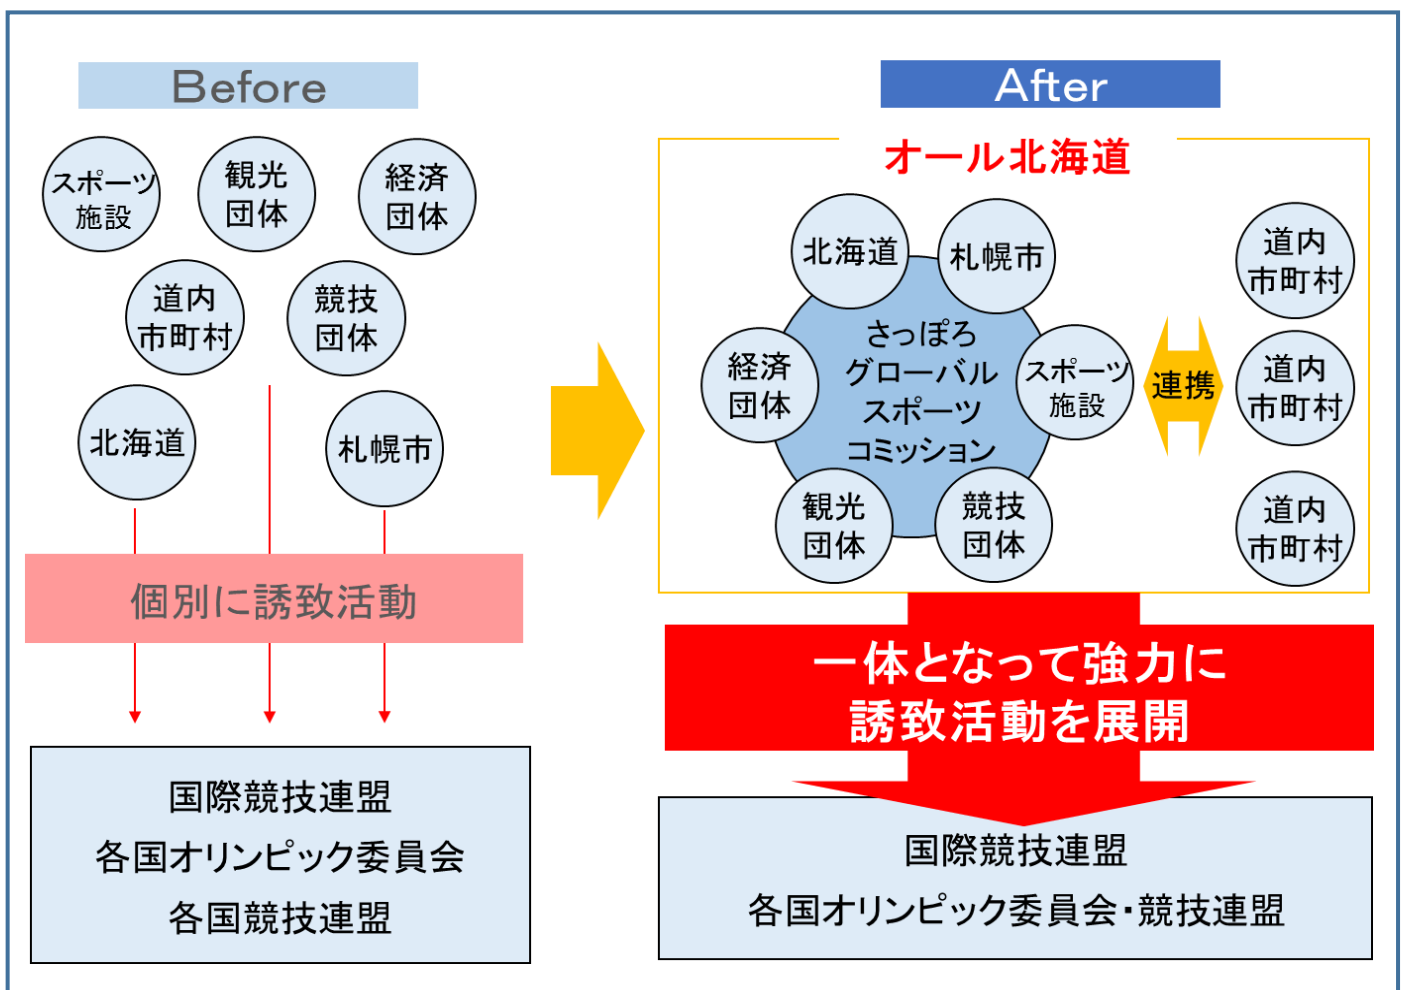 Before
スポーツ
施設
観光
団体
経済
団体
道内
市町村
競技
団体
北海道
札幌市
個別に誘致活動
国際競技連盟
各国オリンピック委員会
各国競技連盟
After
オール北海道
北海道
札幌市
経済
団体
さっぽろ
グローバル
スポーツ
コミッション
スポーツ
施設
観光
団体
競技
団体
連携
道内
市町村
道内
市町村
道内
市町村
一体となって強力に
誘致活動を展開
国際競技連盟
各国オリンピック委員会・競技連盟